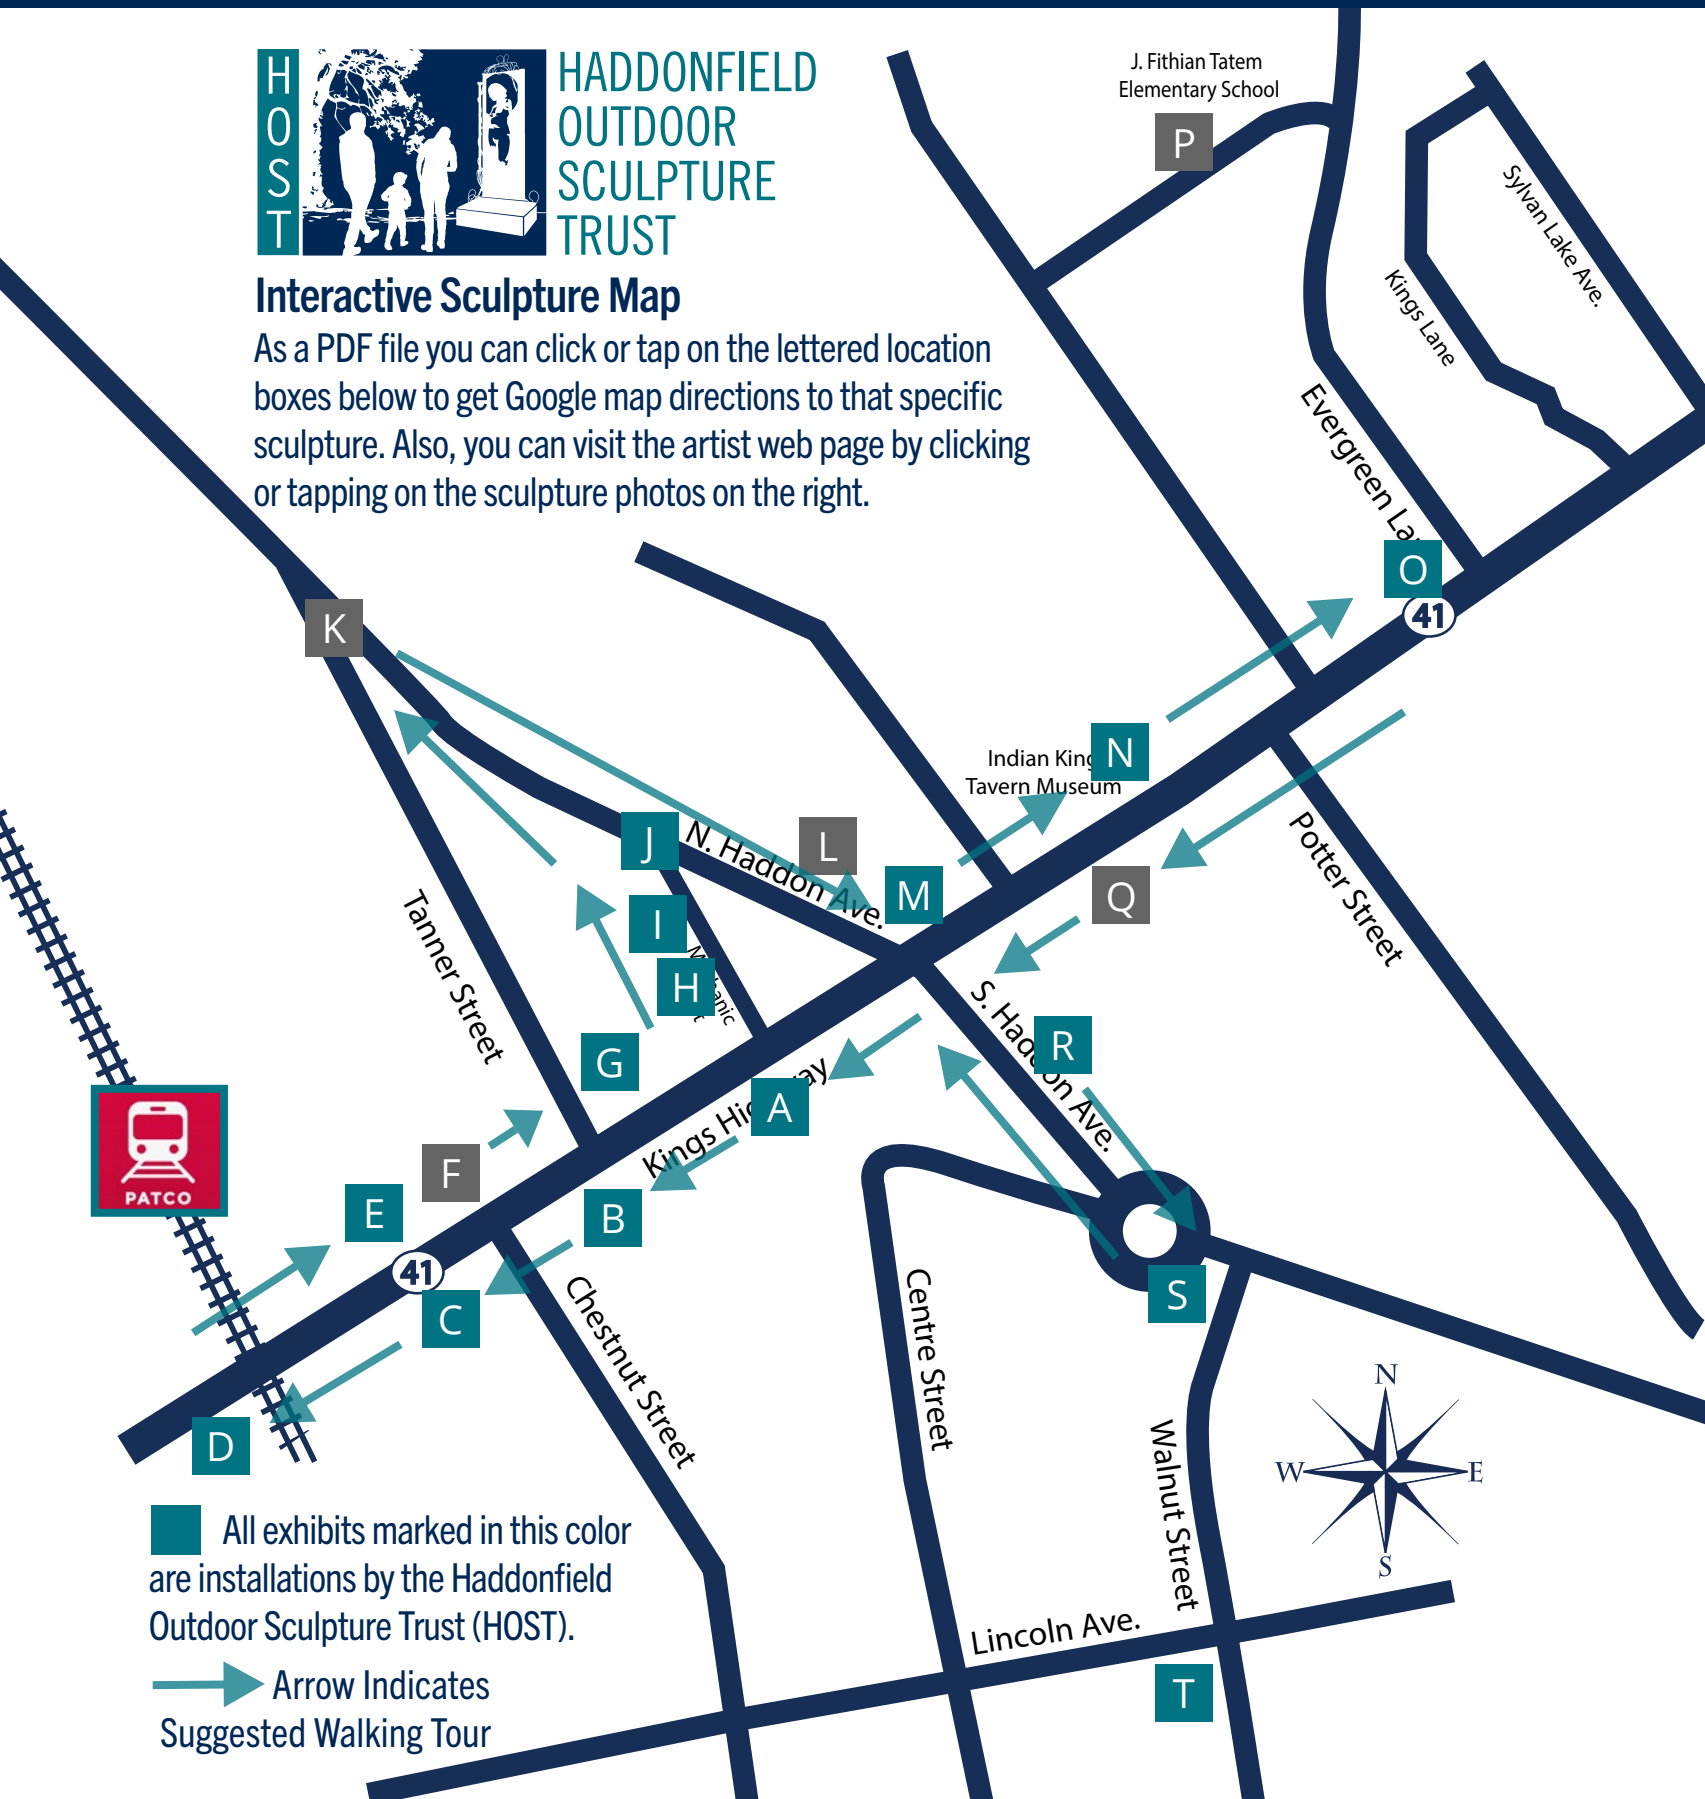 H
O
S
T
HADDONFIELD
OUTDOOR
SCULPTURE
TRUST
Interactive Sculpture Map
As a PDF file you can click or tap on the lettered location
boxes below to get Google map directions to that specific
sculpture. Also, you can visit the artist web page by clicking
or tapping on the sculpture photos on the right.
J. Fithian Tatem
Elementary School
P
Sylvan Lake Ave.
Kings Lane
Evergreen
O
41
K
Indian King
Tavern Museum
N
J
N. Haddon Ave.
L
M
Q
Potter Street
Tanner Street
I
H
G
S. Haddon Ave.
R
Kings Highway
A
PATCO
F
E
B
41
C
Chestnut Street
Centre Street
S
D
Walnut Street
N
W
E
S
All exhibits marked in this color
are installations by the Haddonfield
Outdoor Sculpture Trust (HOST).
Lincoln Ave.
T
Arrow Indicates
Suggested Walking Tour